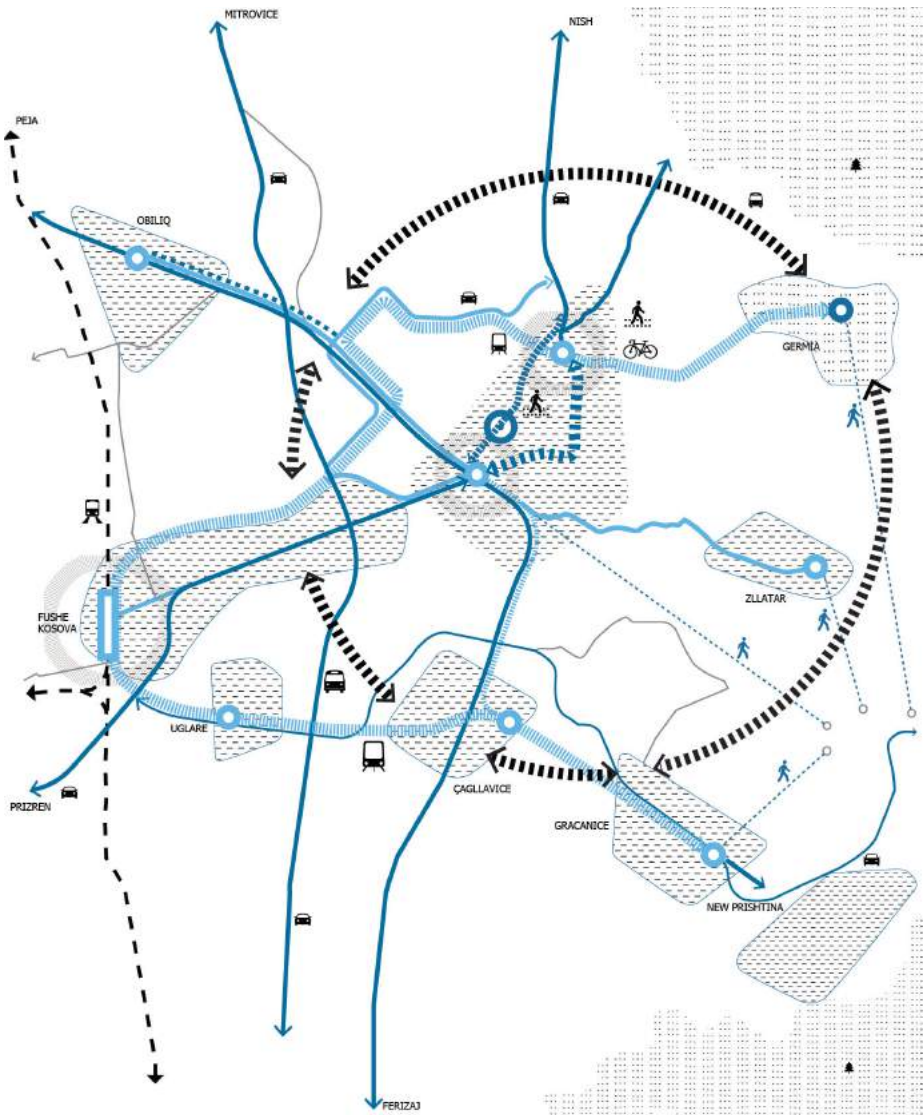 MITROVICE
NISH
PEJA
OBILIQ
GERMIA
ZLLATAR
FUSHE
KOSOVA
UGLARE
ÇAGLLAVICE
PRIZREN
GRACANICE
NEW PRISHTINA
FERIZAJ